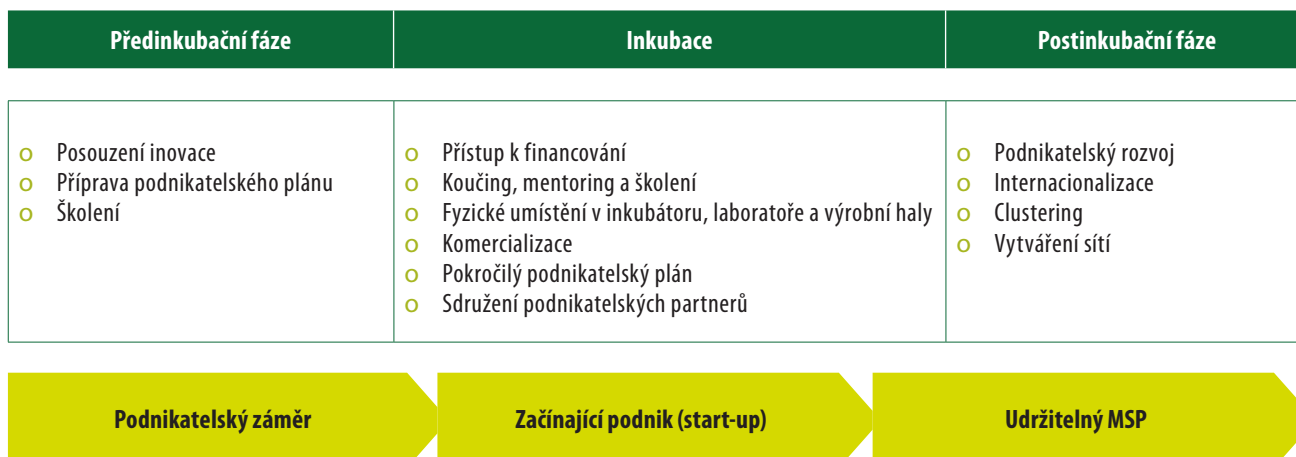 Předinkubační fáze
Inkubace
Postinkubační fáze
o Posouzení inovace
o Příprava podnikatelského plánu
o Školení
o Přístup k financování
o Koučing, mentoring a školení
o Fyzické umístění v inkubátoru, laboratoře a výrobní haly
o Komercializace
o Pokročilý podnikatelský plán
o Sdružení podnikatelských partnerů
o Podnikatelský rozvoj
o Internacionalizace
o Clustering
o Vytváření sítí
Podnikatelský záměr
Začínající podnik (start-up)
Udržitelný MSP